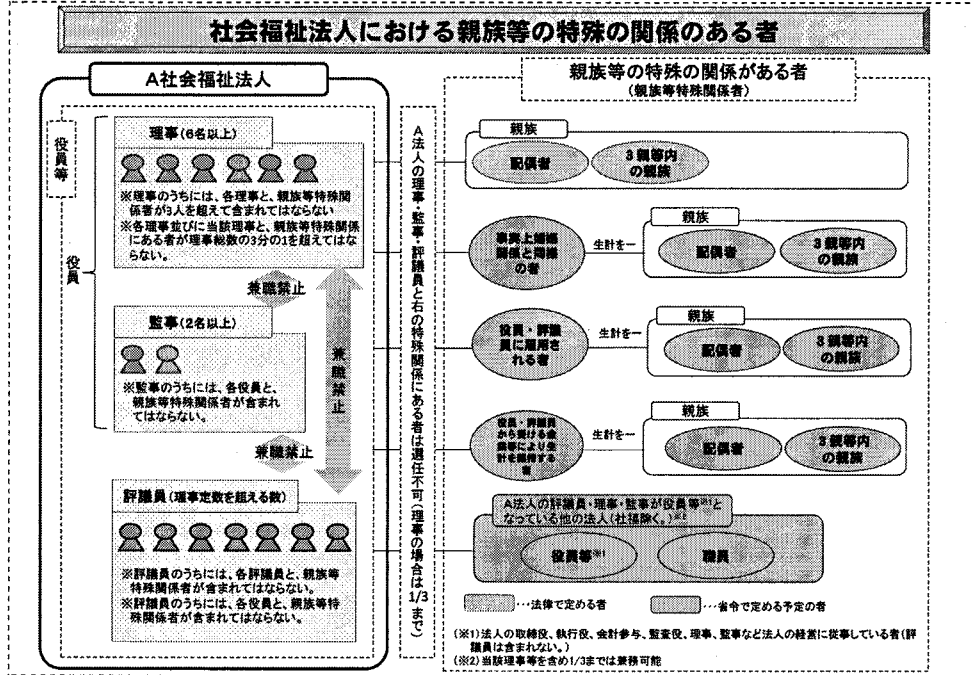 社会福祉法人における親族等の特殊の関係のある者
A社会福祉法人
役員等
役員
理事(6名以上)
※理事のうちには、各理事と、親族等特殊関
係者が3人を超えて含まれてはならない
※各理事並びに当該理事と、親族等特殊関係
にある者が理事総数の3分の1を超えてはな
らない。
兼職禁止
監事(2名以上)
※監事のうちには、各役員と、
親族等特殊関係者が含まれ
てはならない。
兼職禁止
兼職禁止
評議員(理事定数を超える数)
※評議員のうちには、各評議員と、親族等
特殊関係者が含まれてはならない。
※評議員のうちには、各役員と、親族等特
殊関係者が含まれてはならない。
A法人の理事・監事・評議員と右の特殊関係にある者は選任不可(理事の場合は1/3まで)
親族等の特殊の関係がある者
(親族等特殊関係者)
親族
配偶者
3親等内
の親族
事実上婚姻
関係と同様
の者
生計を一
親族
配偶者
3親等内
の親族
役員・評議
員に雇用さ
れる者
生計を一
親族
配偶者
3親等内
の親族
役員・評議員
から受ける金
銭等により生
計を維持する
者
生計を一
親族
配偶者
3親等内
の親族
A法人の評議員・理事・監事が役員等※1と
なっている他の法人(社福除く。)※2
役員等※1
職員
…法律で定める者
…省令で定める予定の者
(※1)法人の取締役、執行役、会計参与、監査役、理事、監事など法人の経営に従事している者(評
議員は含まれない。)
(※2)当該理事等を含め1/3までは兼務可能